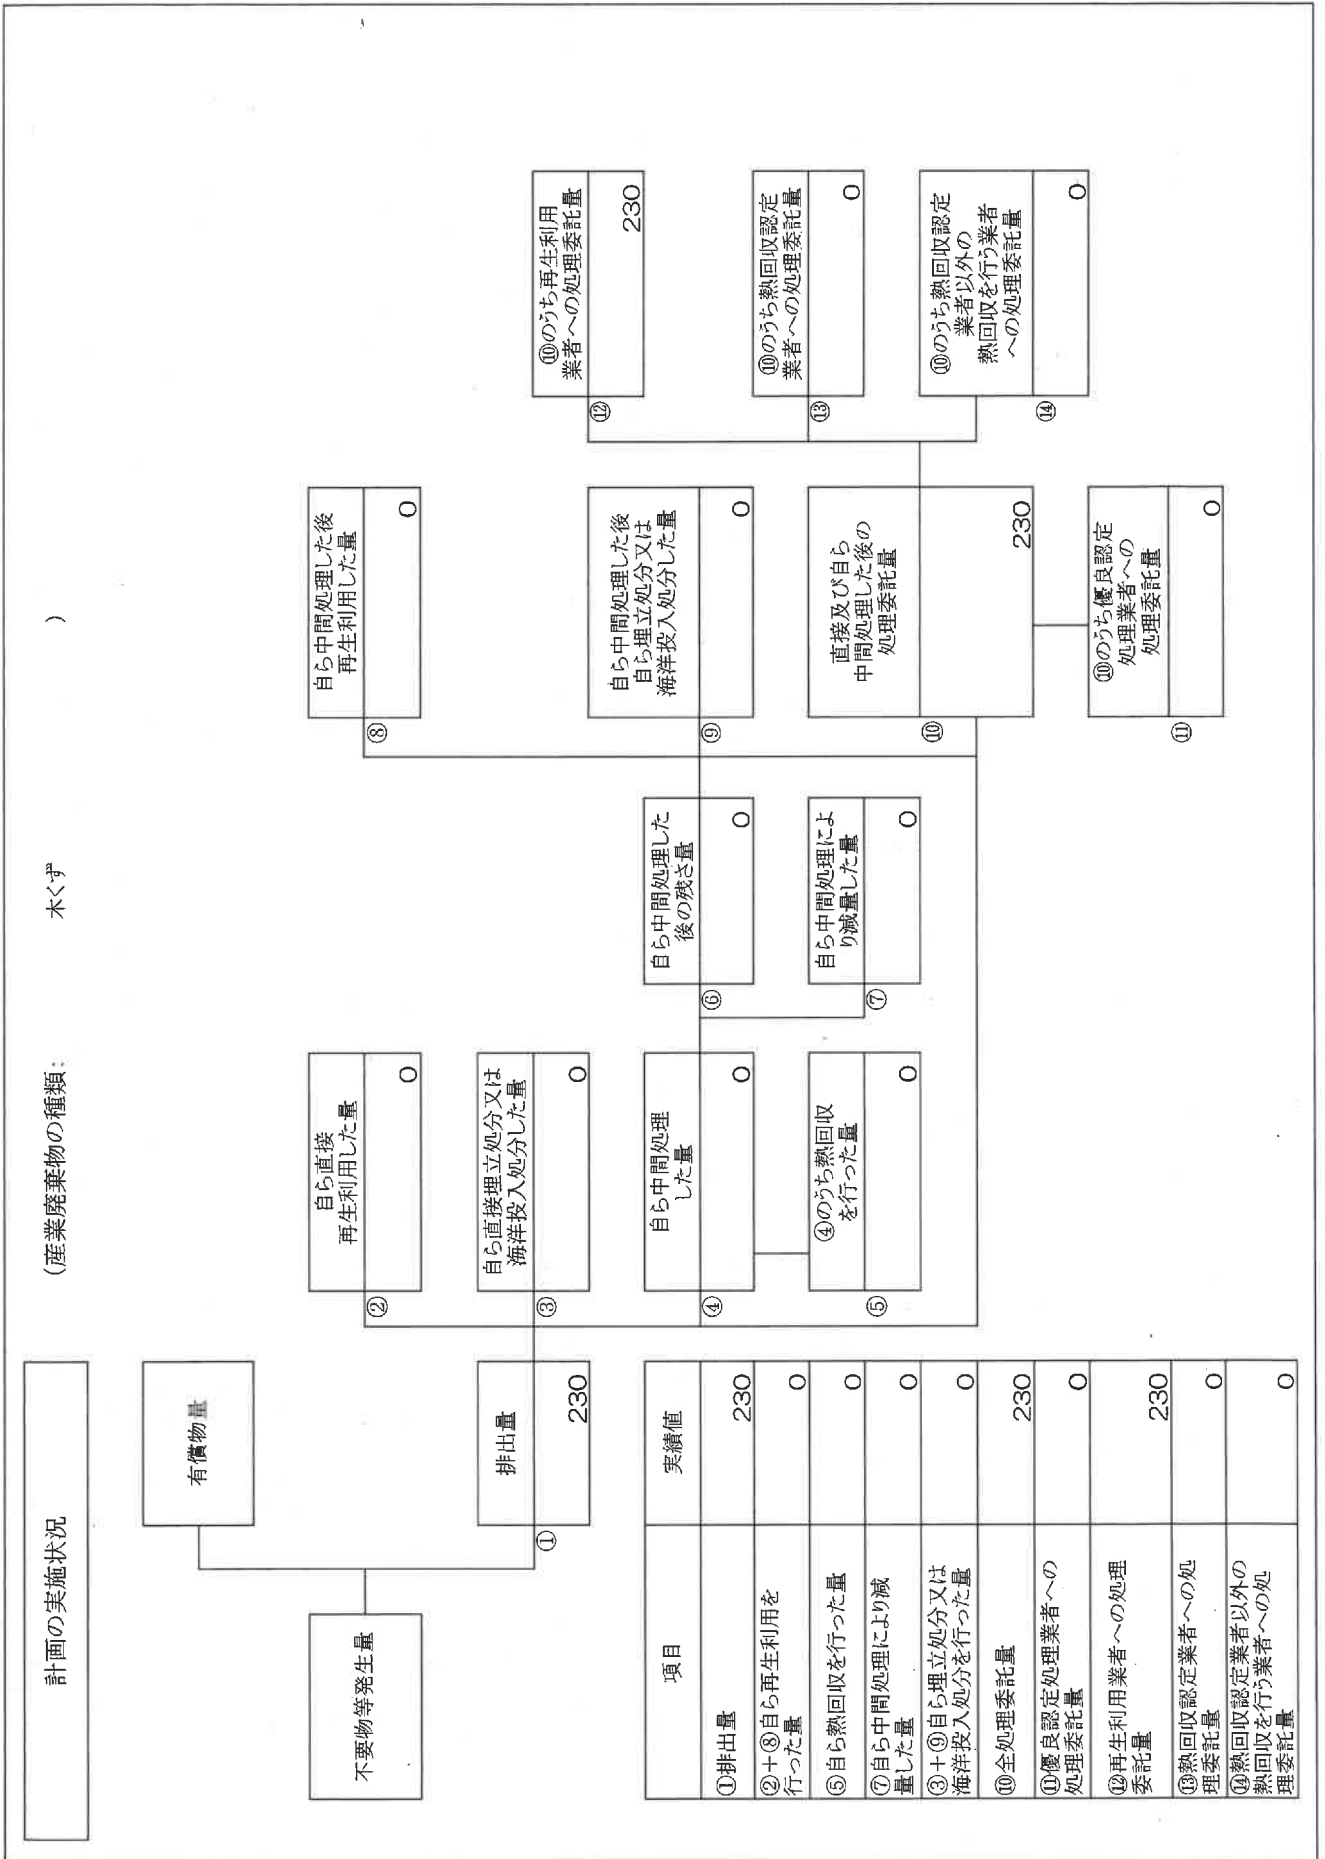 計画の実施状況
(産業廃棄物の種類:
木くず
)
不要物等発生量
有償物量
排出量
①
230
自ら直接
再生利用した量
②
0
自ら直接埋立処分又は
海洋投入処分した量
③
0
自ら中間処理
した量
④
0
④のうち熱回収
を行った量
⑤
0
自ら中間処理した
後の残さ量
⑥
0
自ら中間処理によ
り減量した量
⑦
0
自ら中間処理した後
再生利用した量
⑧
0
自ら中間処理した後
自ら埋立処分又は
海洋投入処分した量
⑨
0
直接及び自ら
中間処理した後の
処理委託量
⑩
230
⑩のうち優良認定
処理業者への
処理委託量
⑪
0
⑩のうち再生利用
業者への処理委託量
⑫
230
⑩のうち熱回収認定
業者への処理委託量
⑬
0
⑩のうち熱回収認定
業者以外の
熱回収を行う業者
への処理委託量
⑭
0
項目
実績値
①排出量
230
②+⑧自ら再生利用を
行った量
0
⑤自ら熱回収を行った量
0
⑦自ら中間処理により減
量した量
0
③+⑨自ら埋立処分又は
海洋投入処分を行った量
0
⑩全処理委託量
230
⑪優良認定処理業者への
処理委託量
0
⑫再生利用業者への処理
委託量
230
⑬熱回収認定業者への処
理委託量
0
⑭熱回収認定業者以外の
熱回収を行う業者への処
理委託量
0